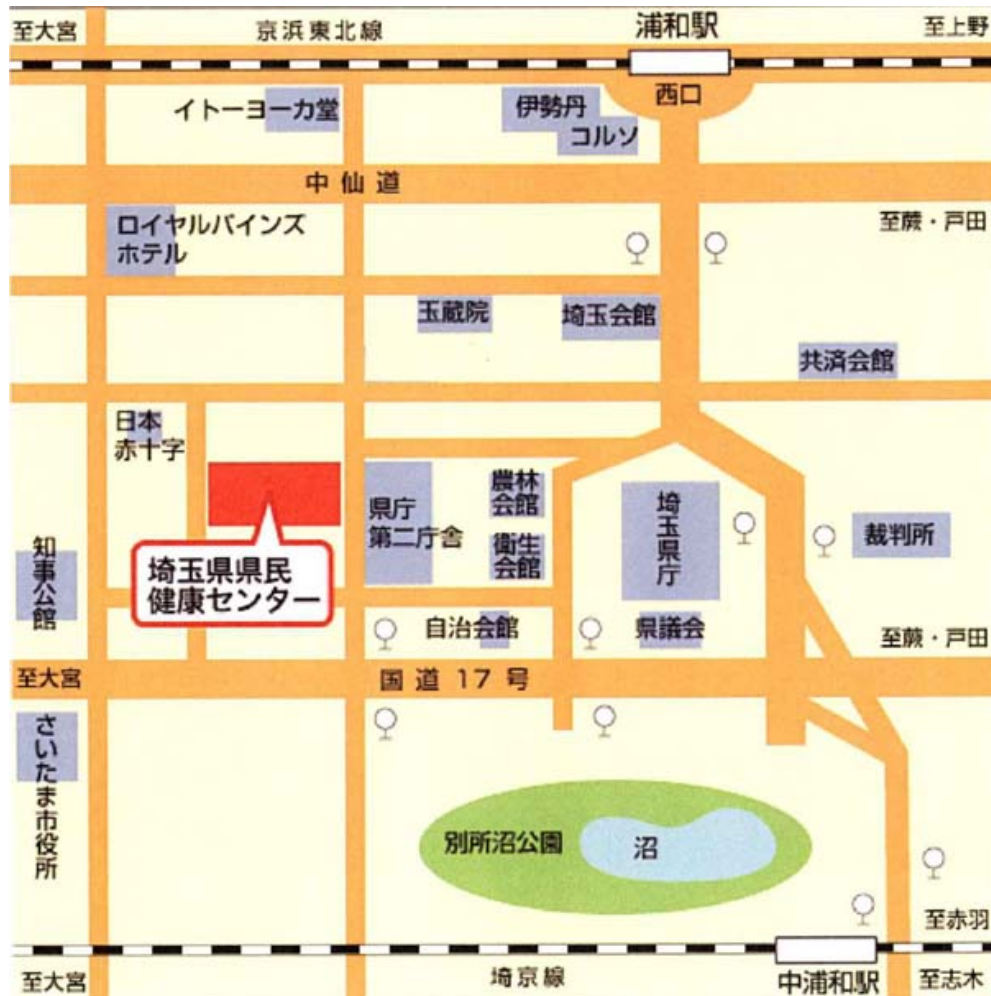 至大宮
京浜東北線
浦和駅
至上野
西口
イトーヨーカ堂
伊勢丹
コルソ
中仙道
ロイヤルパインズ
ホテル
至蕨・戸田
玉蔵院
埼玉会館
共済会館
日本
赤十字
県庁
第二庁舎
農林
会館
衛生
会館
埼玉県庁
裁判所
知事公館
埼玉県県民
健康センター
自治会館
県議会
至蕨・戸田
至大宮
国道17号
さいたま市役所
別所沼公園
沼
至赤羽
至大宮
埼京線
中浦和駅
至志木